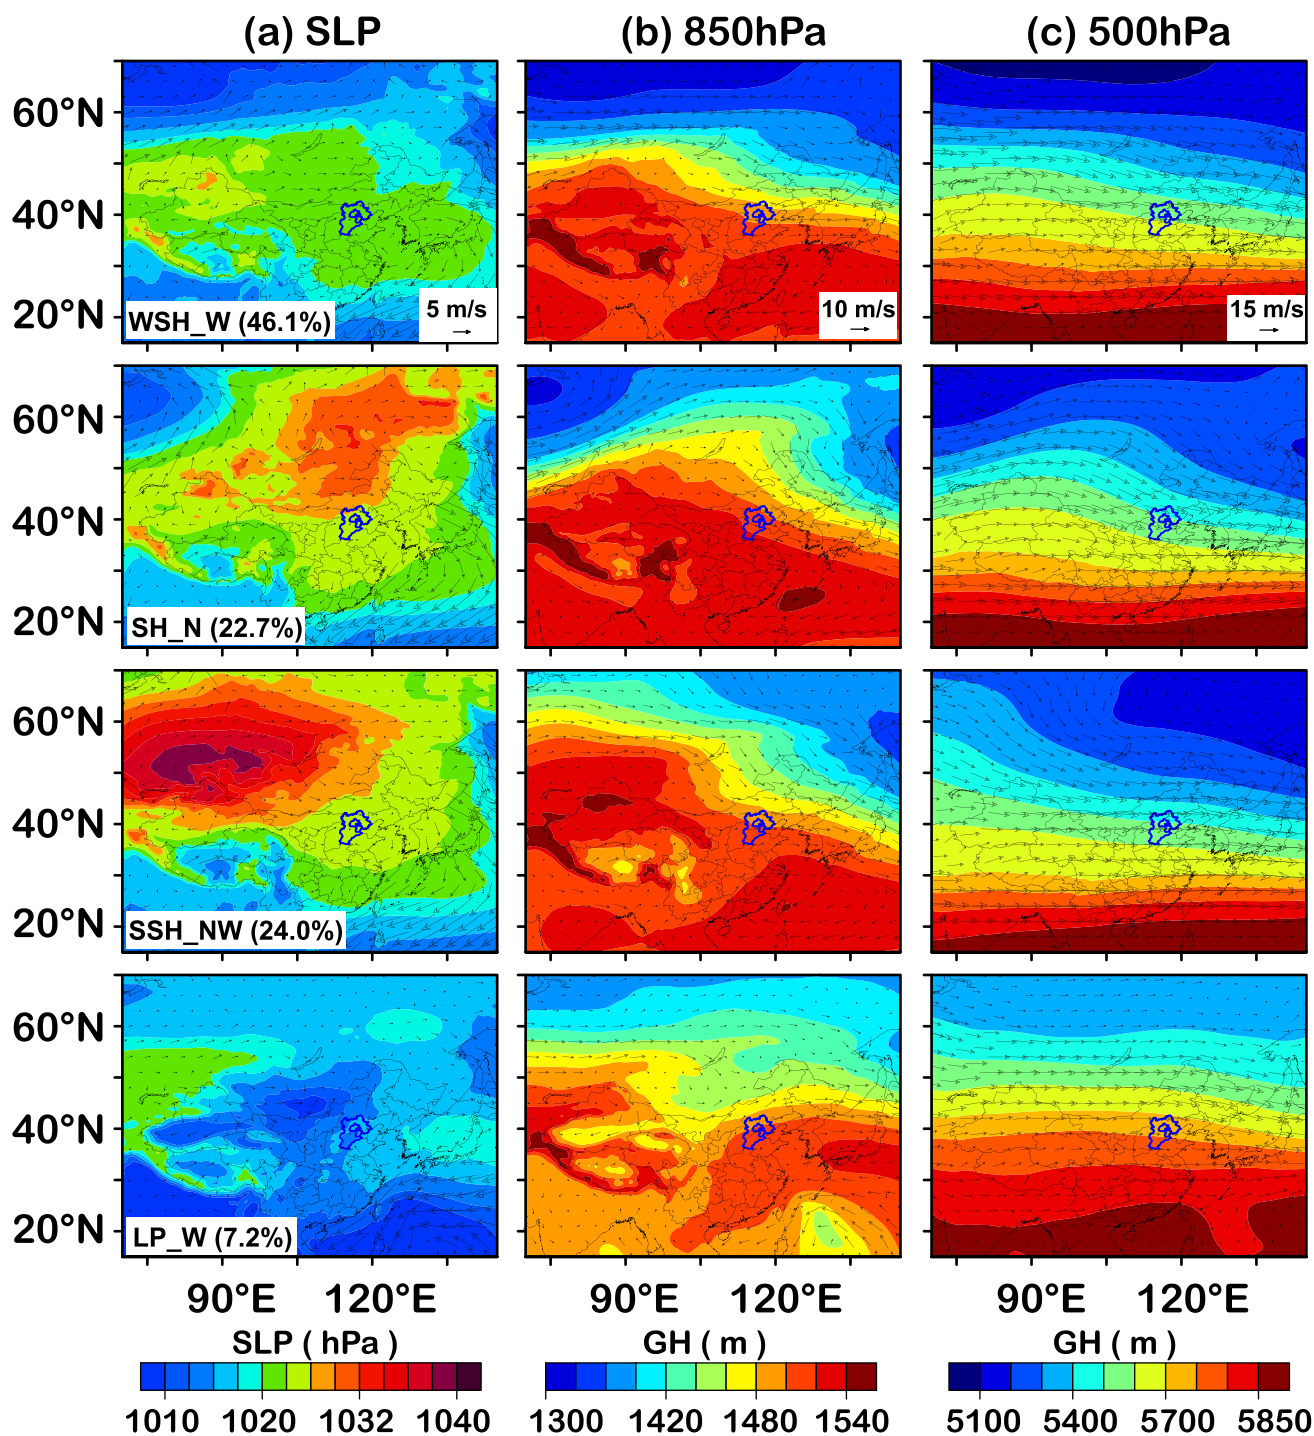 (a) SLP (b) 850hPa (c) 500hPa
60°N
40°N
20°N
WSH_W (46.1%)
5 m/s
10 m/s
15 m/s
60°N
40°N
20°N
SH_N (22.7%)
60°N
40°N
20°N
SSH_NW (24.0%)
60°N
40°N
20°N
LP_W (7.2%)
90°E 120°E 90°E 120°E 90°E 120°E
SLP ( hPa ) GH ( m ) GH ( m )
1010 1020 1032 1040 1300 1420 1480 1540 5100 5400 5700 5850